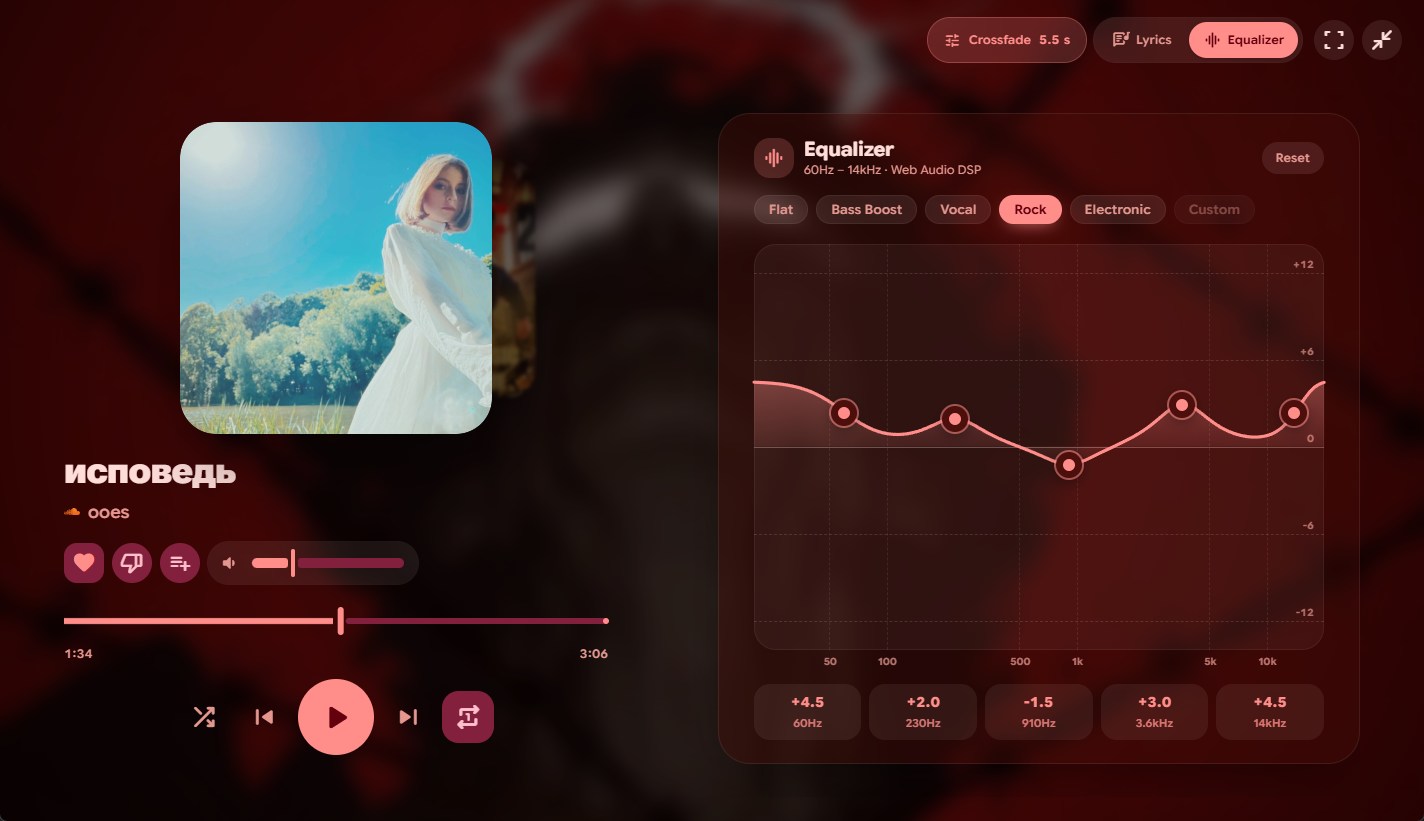 Crossfade 5.5 s
Lyrics
Equalizer
исповедь
ooes
1:34
3:06
1
Equalizer
60Hz – 14kHz · Web Audio DSP
Reset
Flat
Bass Boost
Vocal
Rock
Electronic
Custom
+12
+6
0
-6
-12
50
100
500
1k
5k
10k
+4.5
60Hz
+2.0
230Hz
-1.5
910Hz
+3.0
3.6kHz
+4.5
14kHz